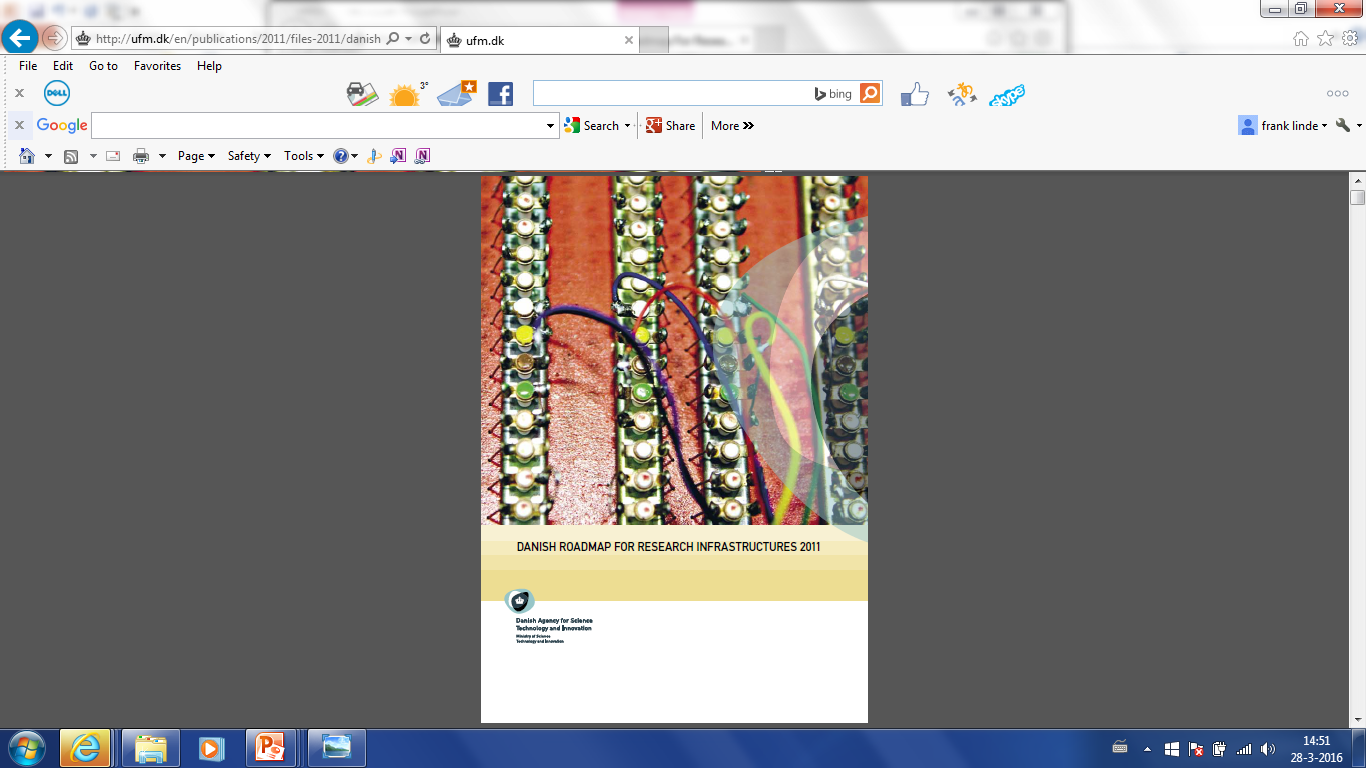 http://ufm.dk/en/publications/2011/files-2011/danish
ufm.dk
File Edit Go to Favorites Help
DELL 3° bing skype
Google Search Share More frank linde
Page Safety Tools
DANISH ROADMAP FOR RESEARCH INFRASTRUCTURES 2011
Danish Agency for Science
Technology and Innovation
Ministry of Science
Technology and Innovation
14:51
28-3-2016